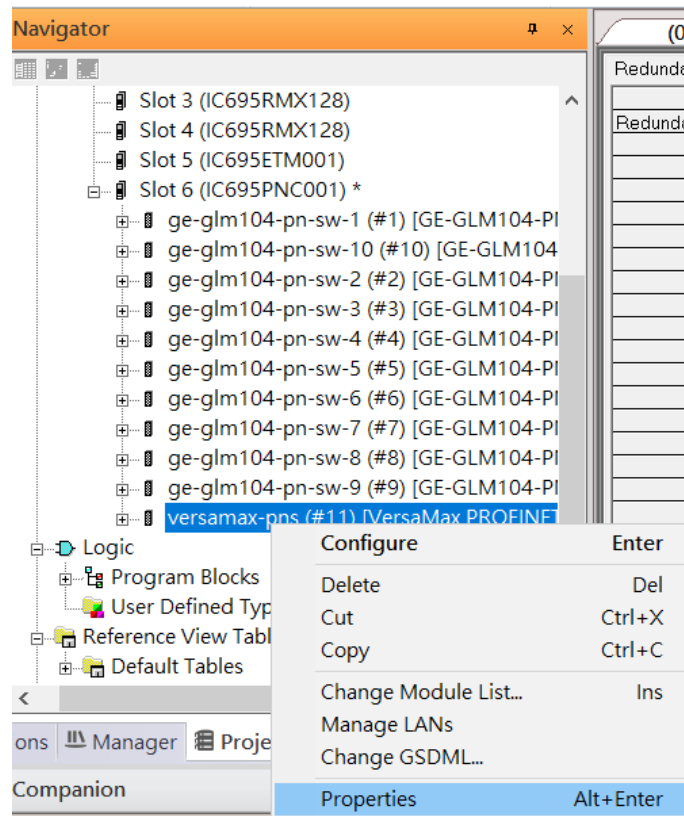 Navigator
(0
Redunda
Redunda
Slot 3 (IC695RMX128)
Slot 4 (IC695RMX128)
Slot 5 (IC695ETM001)
Slot 6 (IC695PNC001) *
ge-glm104-pn-sw-1 (#1) [GE-GLM104-PI
ge-glm104-pn-sw-10 (#10) [GE-GLM104
ge-glm104-pn-sw-2 (#2) [GE-GLM104-PI
ge-glm104-pn-sw-3 (#3) [GE-GLM104-PI
ge-glm104-pn-sw-4 (#4) [GE-GLM104-PI
ge-glm104-pn-sw-5 (#5) [GE-GLM104-PI
ge-glm104-pn-sw-6 (#6) [GE-GLM104-PI
ge-glm104-pn-sw-7 (#7) [GE-GLM104-PI
ge-glm104-pn-sw-8 (#8) [GE-GLM104-PI
ge-glm104-pn-sw-9 (#9) [GE-GLM104-PI
versamax-pns (#11) [VersaMax PROFINET
Logic
Program Blocks
User Defined Typ
Reference View Tabl
Default Tables
Configure Enter
Delete Del
Cut Ctrl+X
Copy Ctrl+C
Change Module List... Ins
Manage LANs
Change GSDML...
Properties Alt+Enter
ons Manager Proje
Companion